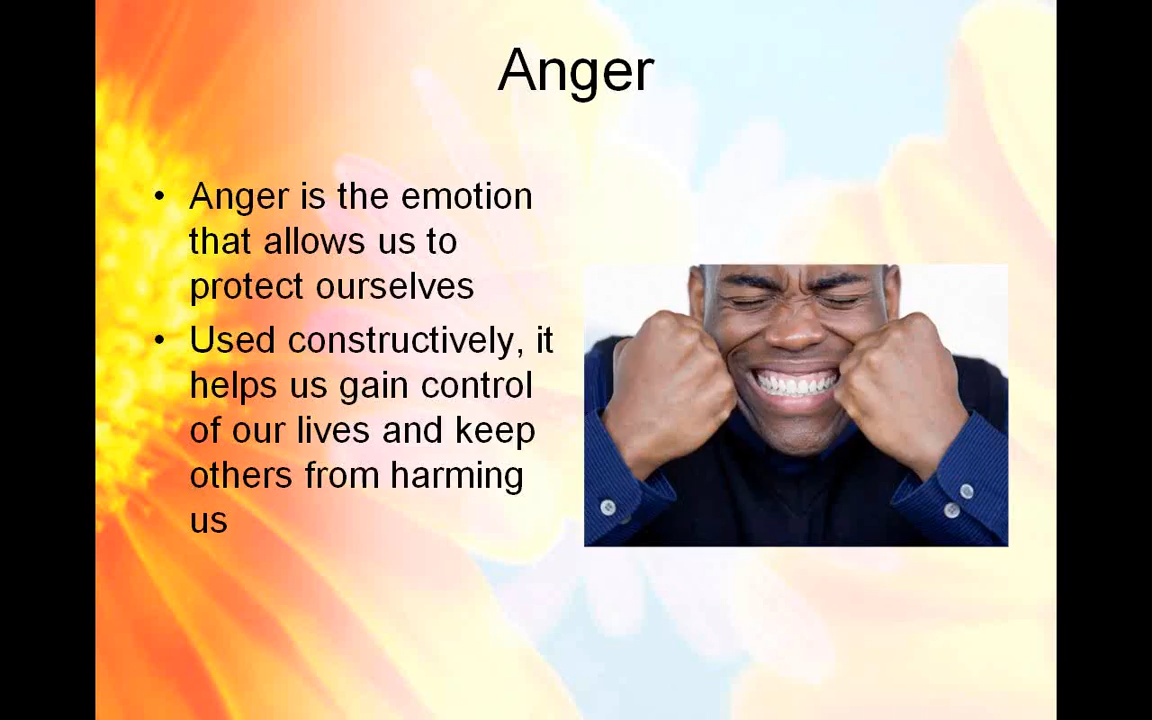 Anger
• Anger is the emotion
that allows us to
protect ourselves
• Used constructively, it
helps us gain control
of our lives and keep
others from harming
us